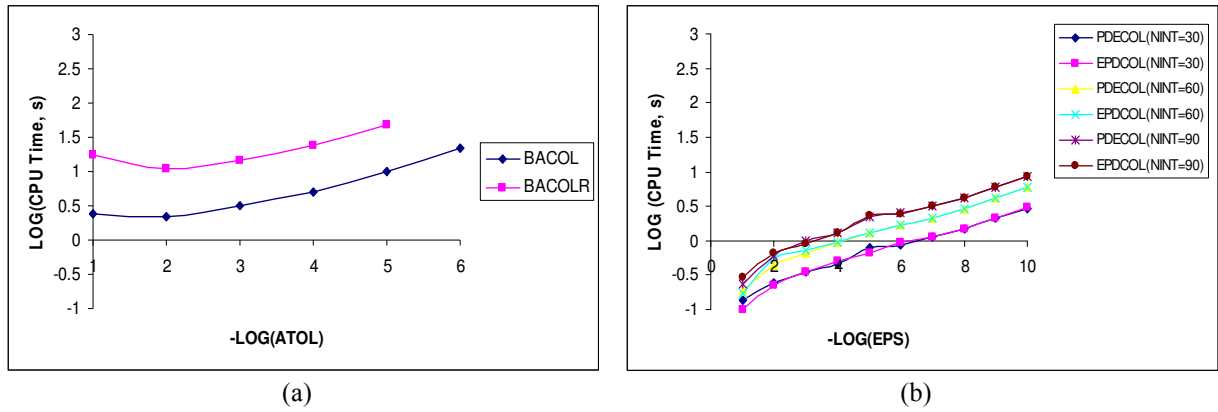 3
2.5
2
1.5
1
0.5
0
-0.5
-1
1 2 3 4 5 6
LOG(CPU Time, s)
-LOG(ATOL)
BACOL
BACOLR
(a)
3
2.5
2
1.5
1
0.5
0
-0.5
-1
0 2 4 6 8 10
LOG (CPU Time, s)
-LOG(EPS)
PDECOL(NINT=30)
EPDCOL(NINT=30)
PDECOL(NINT=60)
EPDCOL(NINT=60)
PDECOL(NINT=90
EPDCOL(NINT=90)
(b)